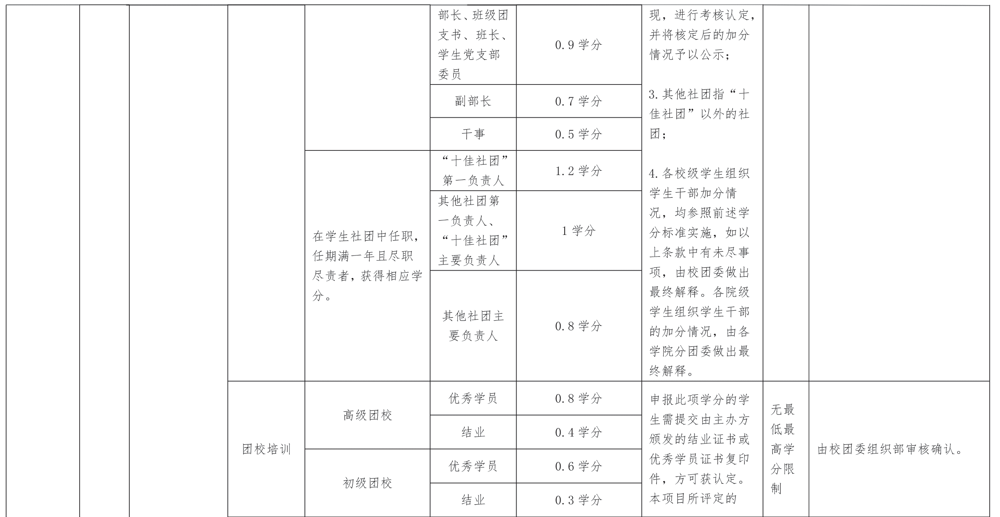 部长、班级团
支书、班长、
学生党支部
委员
0.9 学分
副部长
0.7 学分
干事
0.5 学分
在学生社团中任职，
任期满一年且尽职
尽责者，获得相应学
分。
“十佳社团”
第一负责人
1.2 学分
其他社团第
一负责人、
“十佳社团”
主要负责人
1 学分
其他社团主
要负责人
0.8 学分
现，进行考核认定，
并将核定后的加分
情况予以公示；
3.其他社团指“十
佳社团”以外的社
团；
4.各校级学生组织
学生干部加分情
况，均参照前述学
分标准实施，如以
上条款中有未尽事
项，由校团委做出
最终解释。各院级
学生组织学生干部
的加分情况，由各
学院分团委做出最
终解释。
团校培训
高级团校
优秀学员
0.8 学分
结业
0.4 学分
初级团校
优秀学员
0.6 学分
结业
0.3 学分
申报此项学分的学
生需提交由主办方
颁发的结业证书或
优秀学员证书复印
件，方可获认定。
本项目所评定的
无最
低最
高学
分限
制
由校团委组织部审核确认。